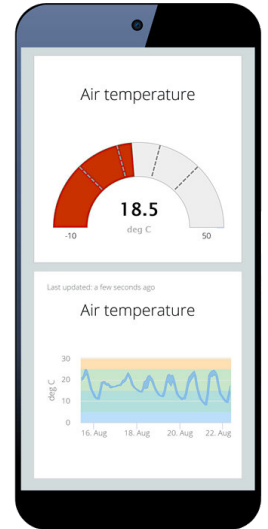 Air temperature
18.5
deg C
-10 50
Last updated: a few seconds ago
Air temperature
30
20
10
0
deg C
16. Aug 18. Aug 20. Aug 22. Aug